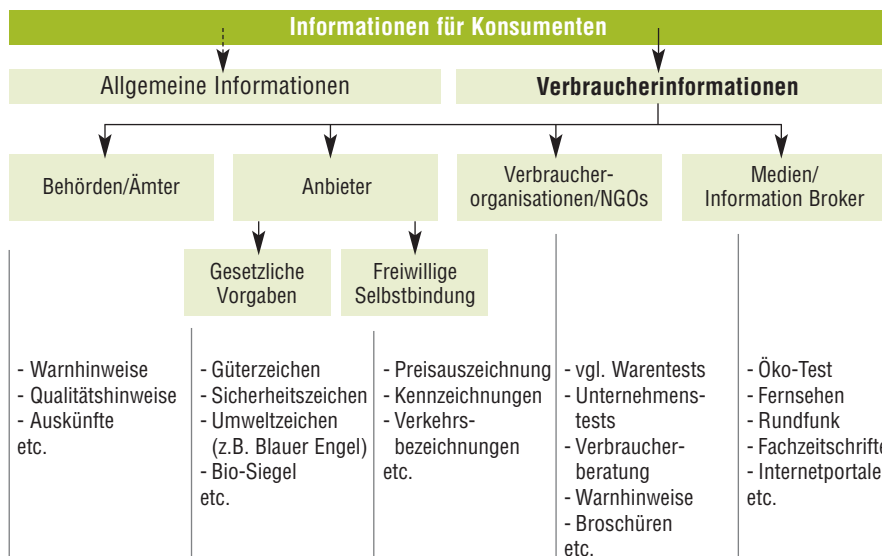 Informationen für Konsumenten
Allgemeine Informationen
Verbraucherinformationen
Behörden/Ämter
Anbieter
Verbraucher-
organisationen/NGOs
Medien/
Information Broker
Gesetzliche
Vorgaben
Freiwillige
Selbstbindung
- Warnhinweise
- Qualitätshinweise
- Auskünfte
etc.
- Güterzeichen
- Sicherheitszeichen
- Umweltzeichen
(z.B. Blauer Engel)
- Bio-Siegel
etc.
- Preisauszeichnung
- Kennzeichnungen
- Verkehrs-
bezeichnungen
etc.
- vgl. Warentests
- Unternehmens-
tests
- Verbraucher-
beratung
- Warnhinweise
- Broschüren
etc.
- Öko-Test
- Fernsehen
- Rundfunk
- Fachzeitschrifte
- Internetportale
etc.